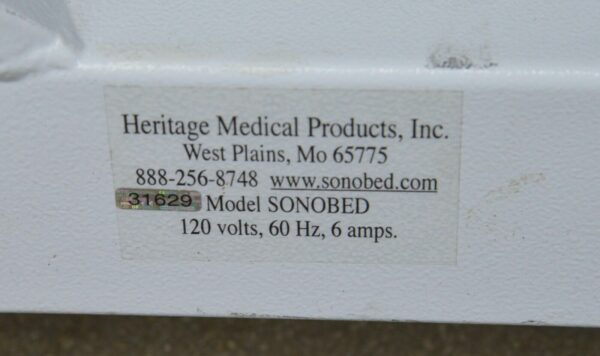 Heritage Medical Products, Inc.
West Plains, Mo 65775
888-256-8748 www.sonobed.com
31629 Model SONOBED
120 volts, 60 Hz, 6 amps.